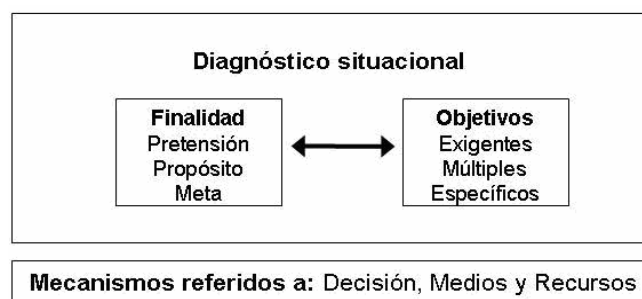 Diagnóstico situacional
Finalidad
Pretensión
Propósito
Meta
Objetivos
Exigentes
Múltiples
Específicos
Mecanismos referidos a: Decisión, Medios y Recursos